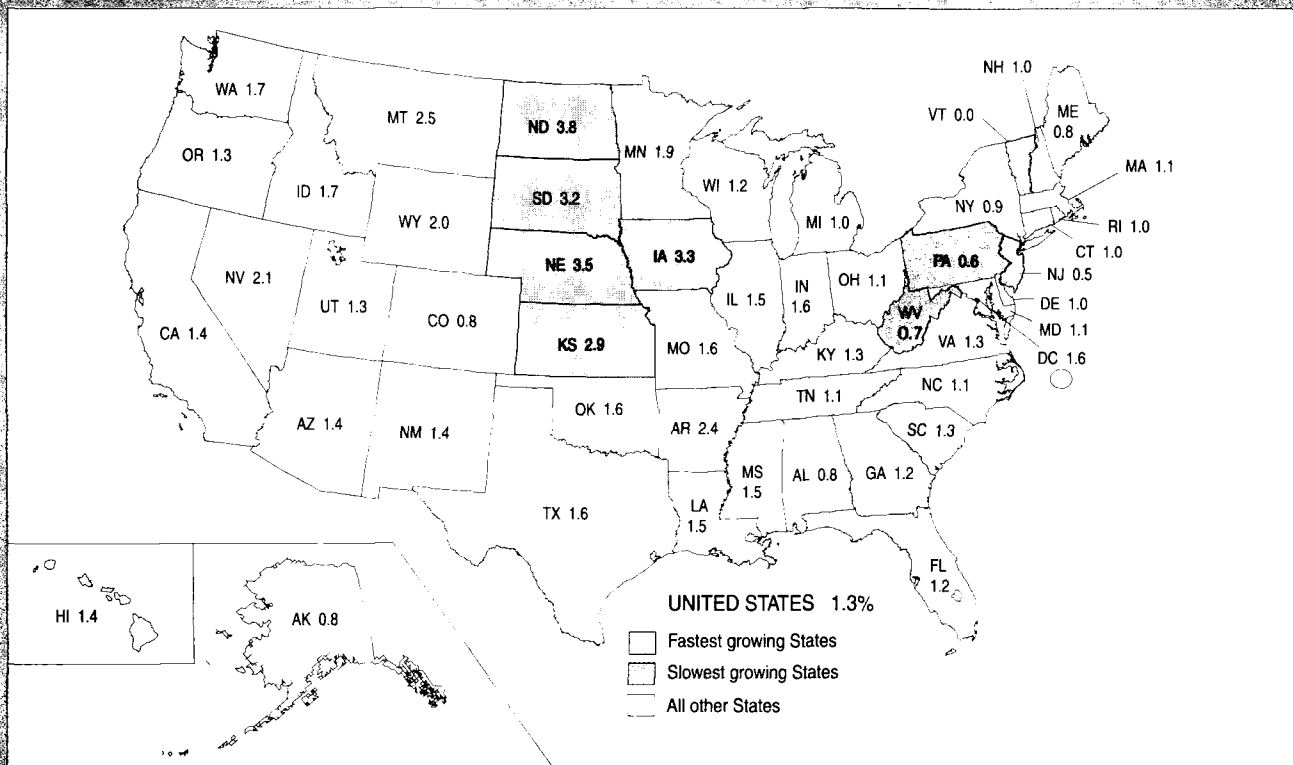 WA 1.7
OR 1.3
CA 1.4
NV 2.1
ID 1.7
MT 2.5
WY 2.0
UT 1.3
CO 0.8
AZ 1.4
NM 1.4
ND 3.8
SD 3.2
NE 3.5
KS 2.9
OK 1.6
TX 1.6
MN 1.9
IA 3.3
MO 1.6
AR 2.4
LA
1.5
WI 1.2
IL 1.5
MI 1.0
IN
1.6
OH 1.1
KY 1.3
TN 1.1
MS
1.5
AL 0.8
GA 1.2
FL
1.2
SC 1.3
NC 1.1
VA 1.3
WV
0.7
PA 0.6
NY 0.9
VT 0.0
NH 1.0
ME
0.8
MA 1.1
RI 1.0
CT 1.0
NJ 0.5
DE 1.0
MD 1.1
DC 1.6
HI 1.4
AK 0.8
UNITED STATES 1.3%
Fastest growing States
Slowest growing States
All other States